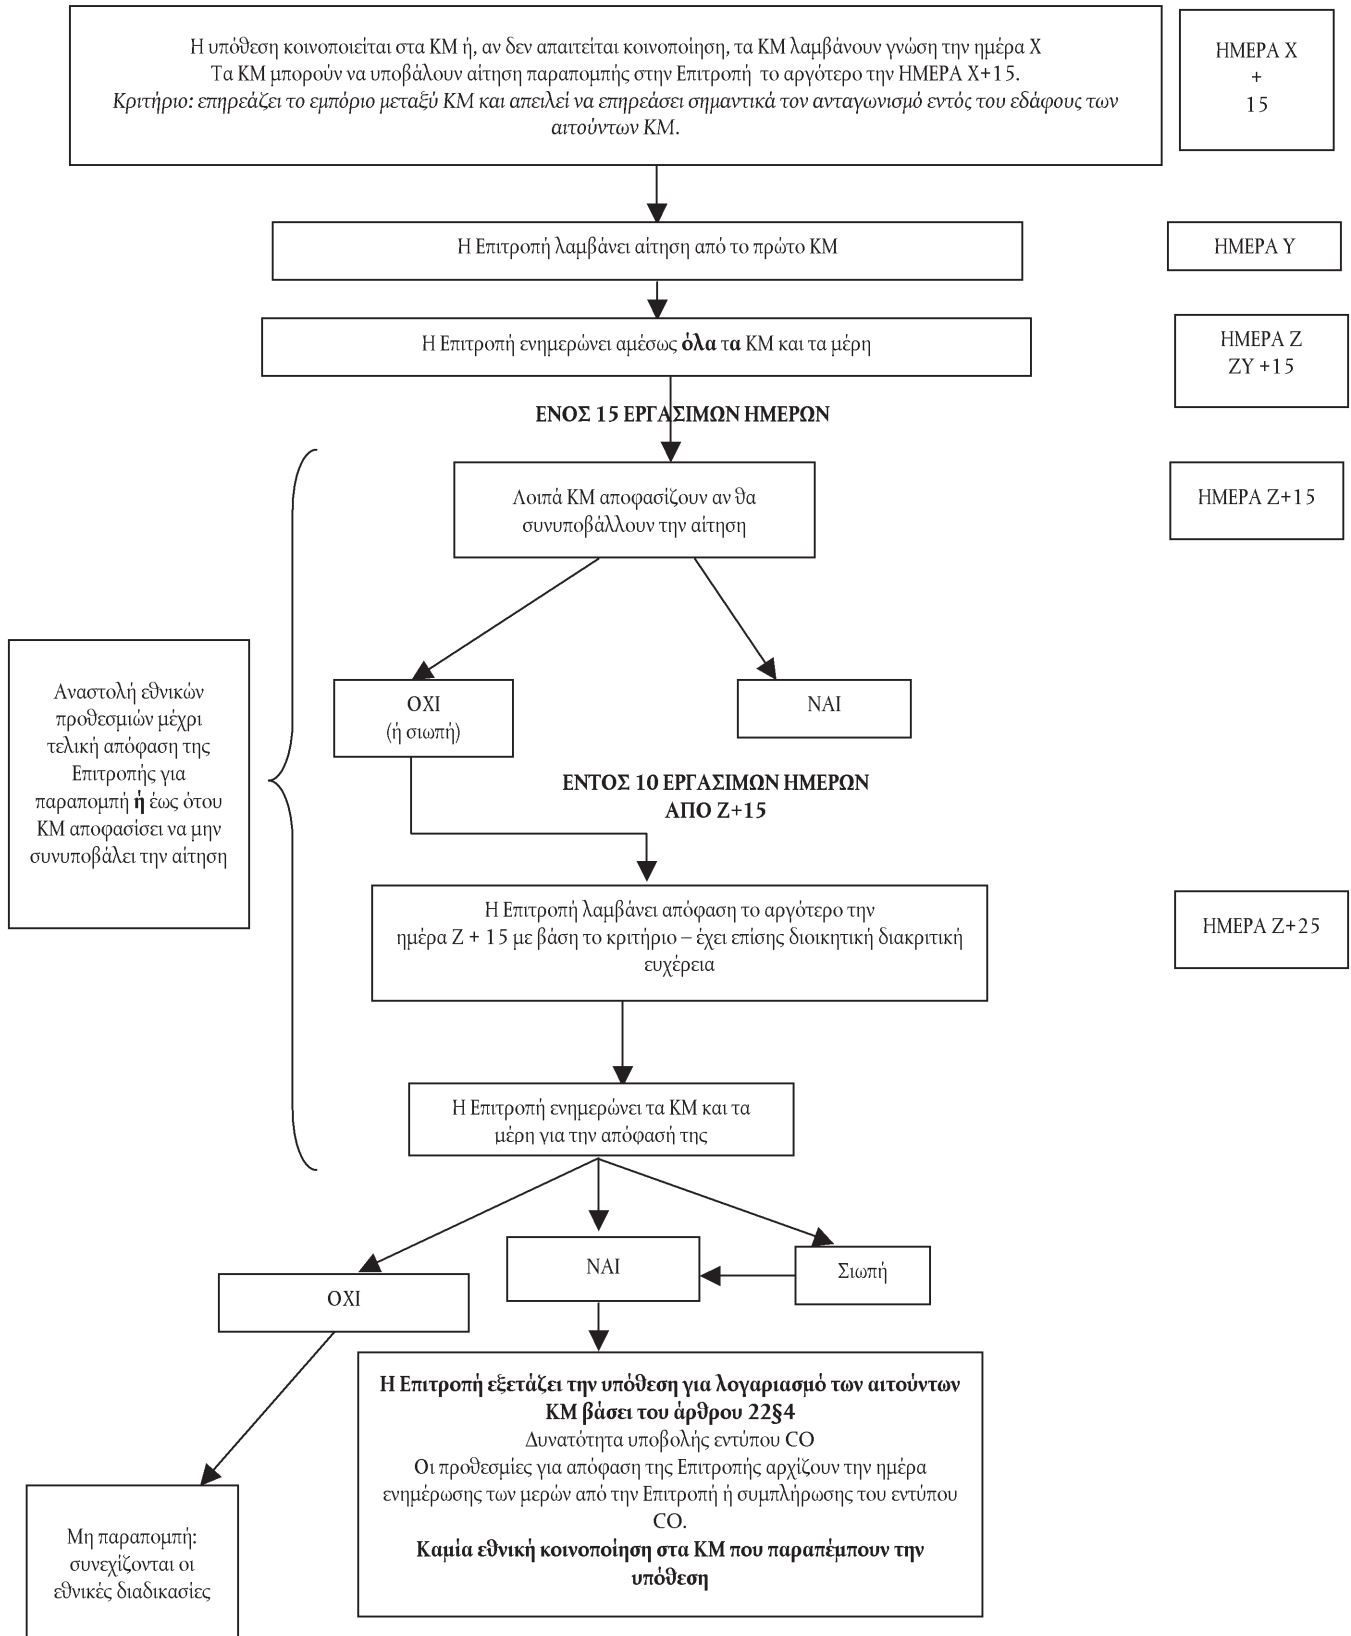 Η υπόθεση κοινοποιείται στα ΚΜ ή, αν δεν απαιτείται κοινοποίηση, τα ΚΜ λαμβάνουν γνώση την ημέρα Χ
Τα ΚΜ μπορούν να υποβάλουν αίτηση παραπομπής στην Επιτροπή το αργότερο την ΗΜΕΡΑ Χ+15.
Κριτήριο: επηρεάζει το εμπόριο μεταξύ ΚΜ και απειλεί να επηρεάσει σημαντικά τον ανταγωνισμό εντός του εδάφους των
αιτούντων ΚΜ.
ΗΜΕΡΑ Χ
+
15
Η Επιτροπή λαμβάνει αίτηση από το πρώτο ΚΜ
ΗΜΕΡΑ Υ
Η Επιτροπή ενημερώνει αμέσως όλα τα ΚΜ και τα μέρη
ΗΜΕΡΑ Ζ
ΖΥ +15
ΕΝΟΣ 15 ΕΡΓΑΣΙΜΩΝ ΗΜΕΡΩΝ
Λοιπά ΚΜ αποφασίζουν αν θα
συνυποβάλλουν την αίτηση
ΗΜΕΡΑ Ζ+15
Αναστολή εθνικών
προθεσμιών μέχρι
τελική απόφαση της
Επιτροπής για
παραπομπή ή έως ότου
ΚΜ αποφασίσει να μην
συνυποβάλει την αίτηση
ΟΧΙ
(ή σιωπή)
ΝΑΙ
ΕΝΤΟΣ 10 ΕΡΓΑΣΙΜΩΝ ΗΜΕΡΩΝ
ΑΠΟ Ζ+15
Η Επιτροπή λαμβάνει απόφαση το αργότερο την
ημέρα Ζ + 15 με βάση το κριτήριο – έχει επίσης διοικητική διακριτική
ευχέρεια
ΗΜΕΡΑ Ζ+25
Η Επιτροπή ενημερώνει τα ΚΜ και τα
μέρη για την απόφασή της
ΟΧΙ
ΝΑΙ
Σιωπή
Η Επιτροπή εξετάζει την υπόθεση για λογαριασμό των αιτούντων
ΚΜ βάσει του άρθρου 22§4
Δυνατότητα υποβολής εντύπου CO
Οι προθεσμίες για απόφαση της Επιτροπής αρχίζουν την ημέρα
ενημέρωσης των μερών από την Επιτροπή ή συμπλήρωσης του εντύπου
CO.
Καμία εθνική κοινοποίηση στα ΚΜ που παραπέμπουν την
υπόθεση
Μη παραπομπή:
συνεχίζονται οι
εθνικές διαδικασίες